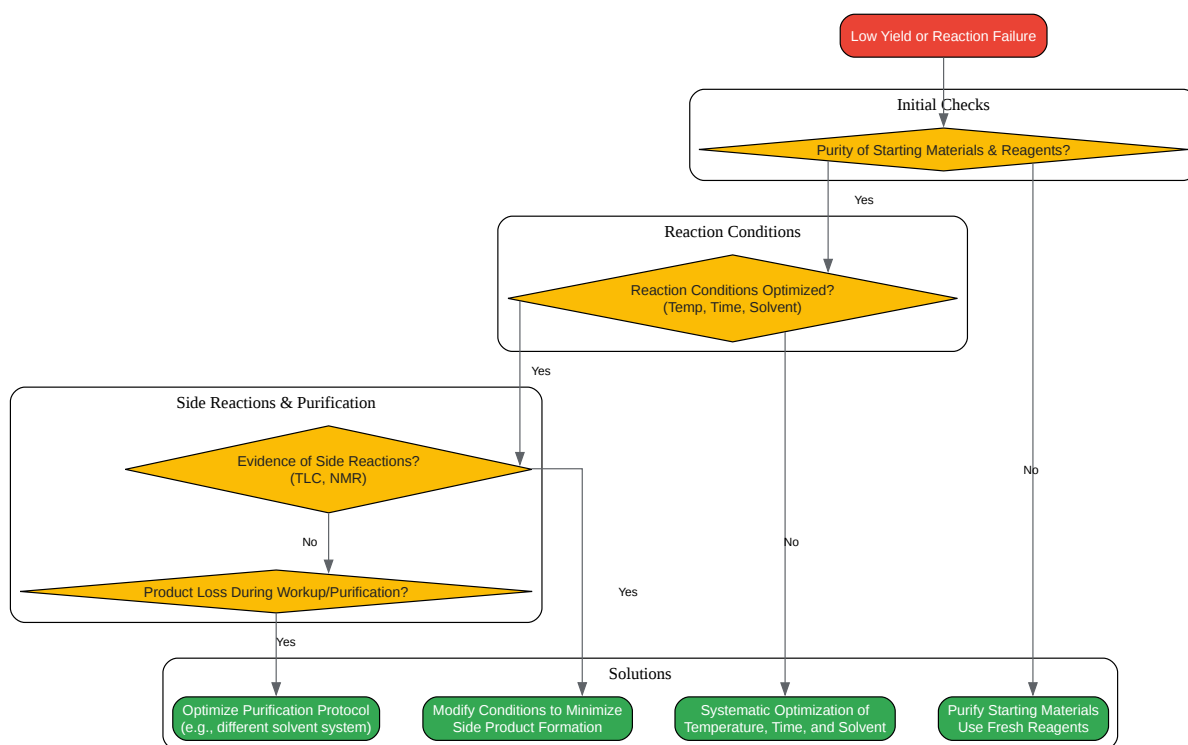 Low Yield or Reaction Failure
Initial Checks
Purity of Starting Materials & Reagents?
Yes
Reaction Conditions
Reaction Conditions Optimized?
(Temp, Time, Solvent)
Yes
Side Reactions & Purification
Evidence of Side Reactions?
(TLC, NMR)
No
No
No
Product Loss During Workup/Purification?
Yes
Yes
Solutions
Optimize Purification Protocol
(e.g., different solvent system)
Modify Conditions to Minimize
Side Product Formation
Systematic Optimization of
Temperature, Time, and Solvent
Purify Starting Materials
Use Fresh Reagents